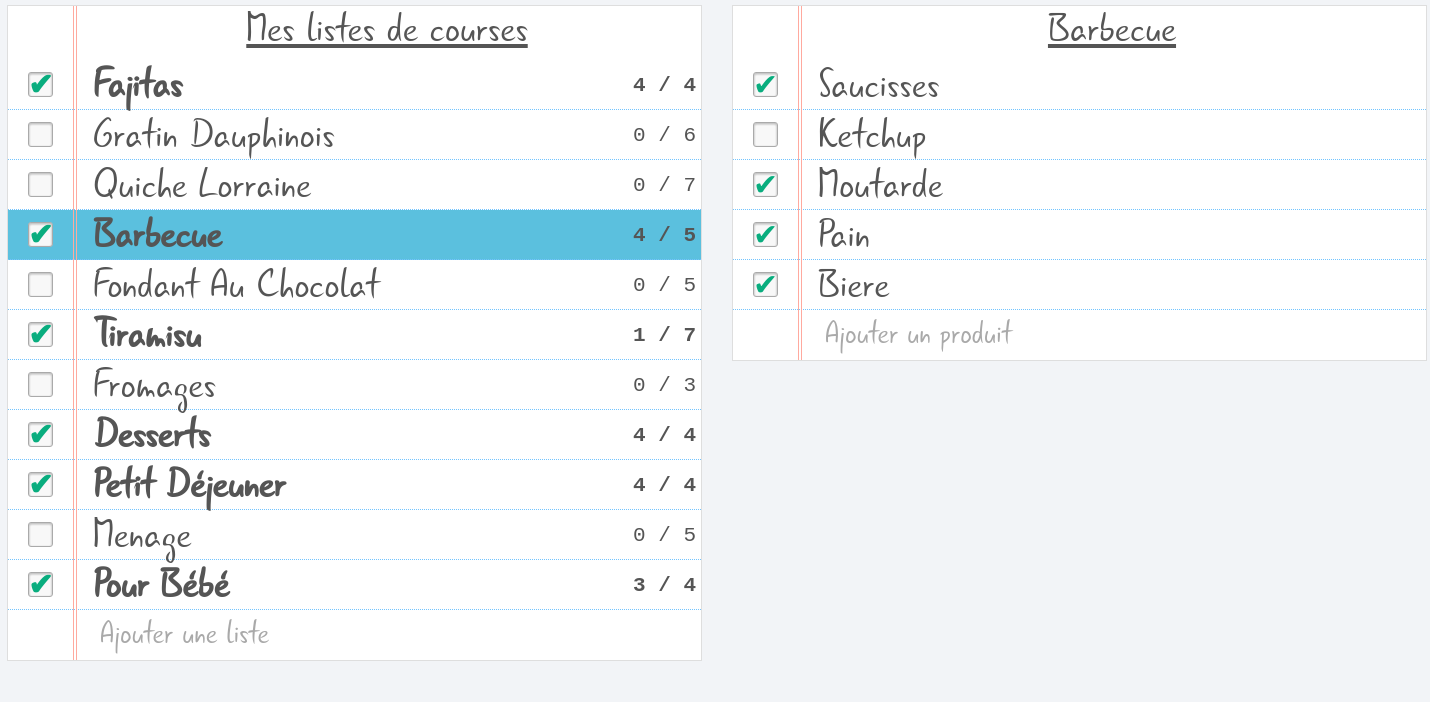 Mes listes de courses
Fajitas 4 / 4
Gratin Dauphinois 0 / 6
Quiche Lorraine 0 / 7
Barbecue 4 / 5
Fondant Au Chocolat 0 / 5
Tiramisu 1 / 7
Fromages 0 / 3
Desserts 4 / 4
Petit Déjeuner 4 / 4
Menage 0 / 5
Pour Bébé 3 / 4
Ajouter une liste
Barbecue
Saucisses
Ketchup
Moutarde
Pain
Biere
Ajouter un produit